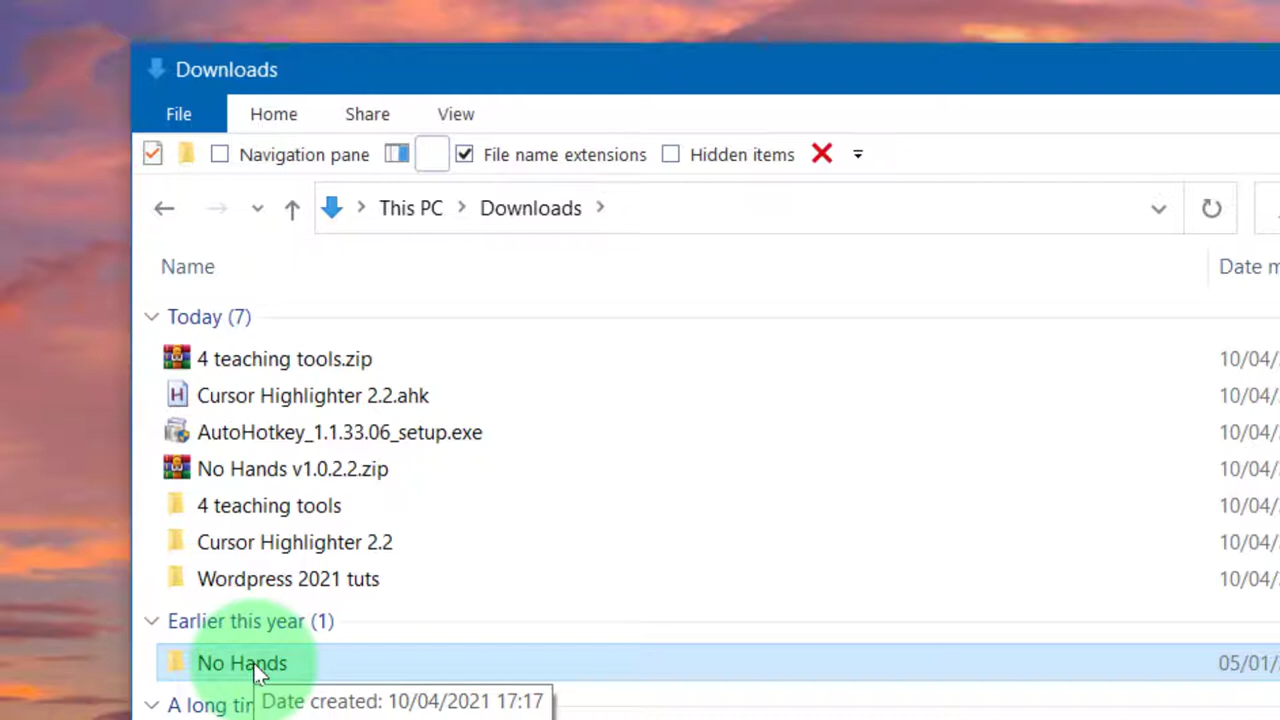 Downloads
File Home Share View
Navigation pane File name extensions Hidden items
This PC Downloads
Name Date m
Today (7)
4 teaching tools.zip 10/04/
Cursor Highlighter 2.2.ahk 10/04/
AutoHotkey_1.1.33.06_setup.exe 10/04/
No Hands v1.0.2.2.zip 10/04/
4 teaching tools 10/04/
Cursor Highlighter 2.2 10/04/
Wordpress 2021 tuts 10/04/
Earlier this year (1)
No Hands 05/01/
A long tir Date created: 10/04/2021 17:17